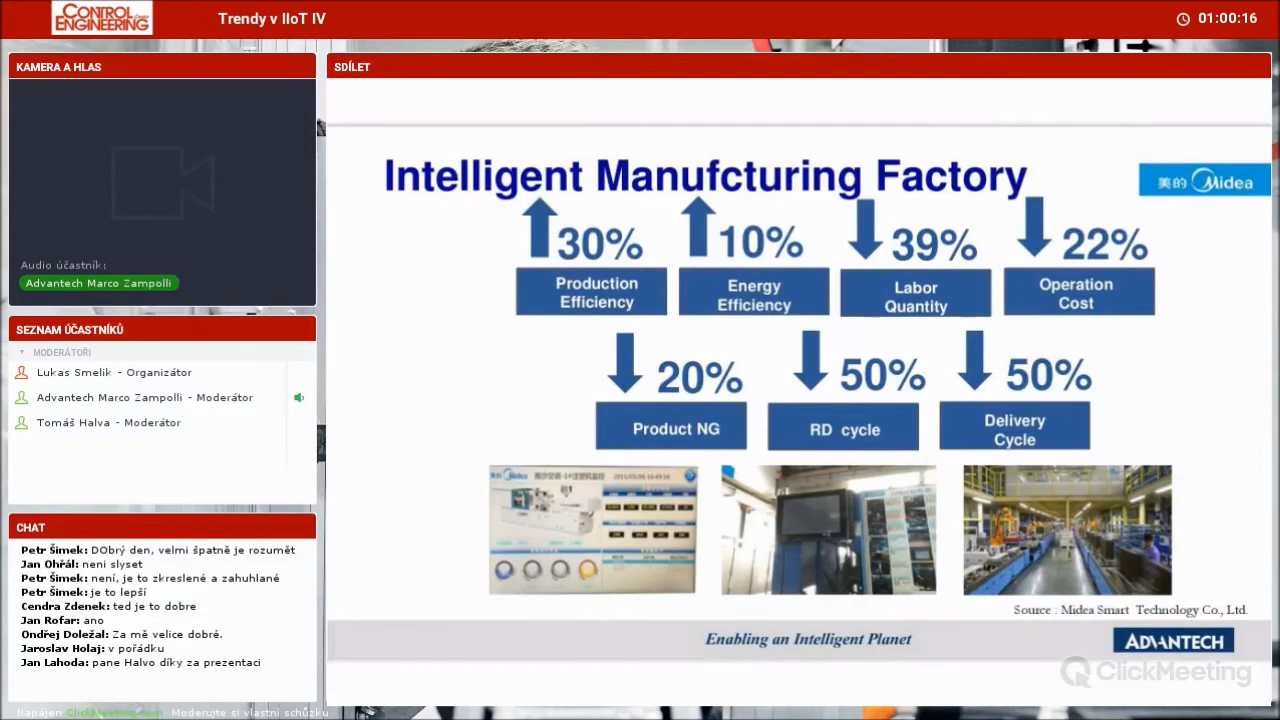 CONTROL
ENGINEERING
Trendy v IIoT IV
01:00:16
KAMERA A HLAS
Audio účastník:
Advantech Marco Zampolli
SEZNAM ÚČASTNÍKŮ
MODERÁTOŘI
Lukas Smelik - Organizátor
Advantech Marco Zampolli - Moderátor
Tomáš Halva - Moderátor
CHAT
Petr Šimek: DObrý den, velmi špatně je rozumět
Jan Ohřál: neni slyset
Petr Šimek: není, je to zkreslené a zahuhlané
Petr Šimek: je to lepší
Cendra Zdenek: ted je to dobre
Jan Rofar: ano
Ondřej Doležal: Za mě velice dobré.
Jaroslav Holaj: v pořádku
Jan Lahoda: pane Halvo díky za prezentaci
Napájen ClickMeeting.com Moderujte si vlastní schůzku
SDÍLET
Intelligent Manufcturing Factory
美的 Midea
30%
Production
Efficiency
10%
Energy
Efficiency
39%
Labor
Quantity
22%
Operation
Cost
20%
Product NG
50%
RD cycle
50%
Delivery
Cycle
Midea
Source : Midea Smart Technology Co., Ltd.
Enabling an Intelligent Planet
ADVANTECH
ClickMeeting